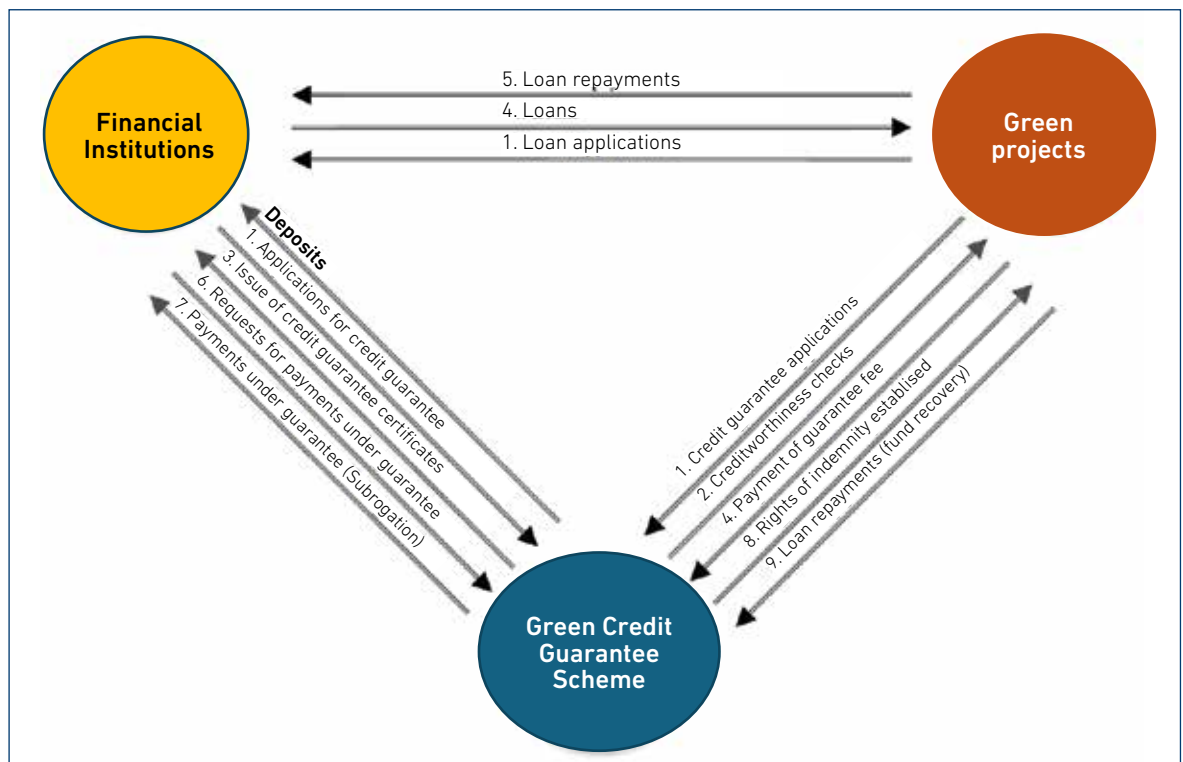 5. Loan repayments
4. Loans
1. Loan applications
Financial
Institutions
Green
projects
Deposits
1. Applications for credit guarantee
3. Issue of credit guarantee certificates
6. Requests for payments under guarantee
7. Payments under guarantee (Subrogation)
1. Credit guarantee applications
2. Creditworthiness checks
4. Payment of guarantee fee
8. Rights of indemnity establised
9. Loan repayments (fund recovery)
Green Credit
Guarantee
Scheme